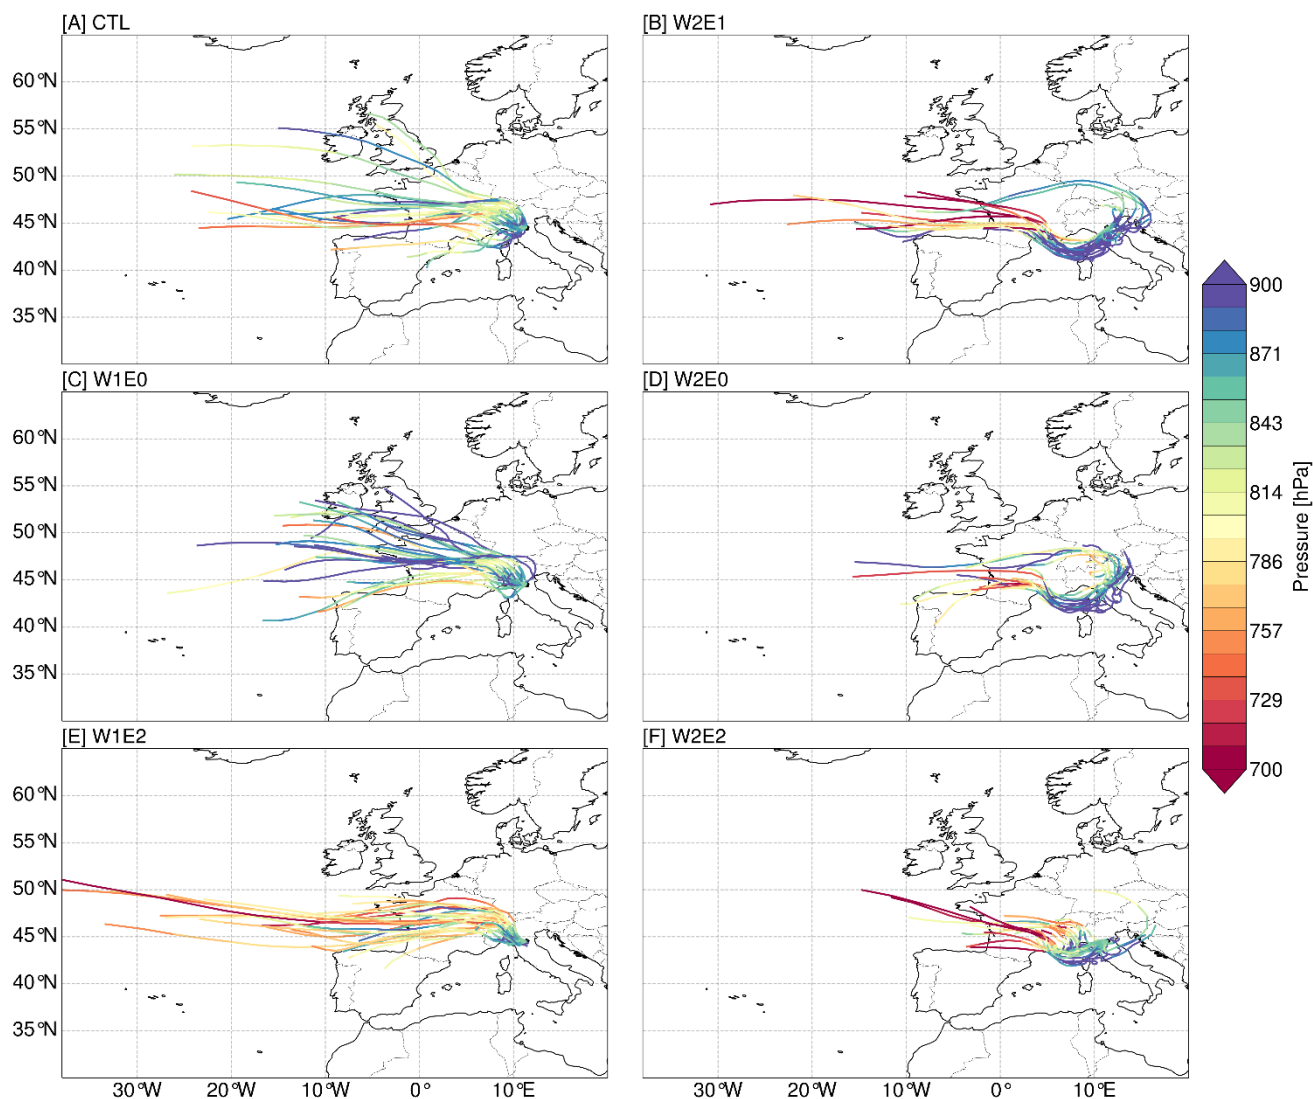 [A] CTL
[B] W2E1
60°N
55°N
50°N
45°N
40°N
35°N
[C] W1E0
[D] W2E0
60°N
55°N
50°N
45°N
40°N
35°N
[E] W1E2
[F] W2E2
60°N
55°N
50°N
45°N
40°N
35°N
30°W 20°W 10°W 0° 10°E
30°W 20°W 10°W 0° 10°E
900
871
843
814
786
757
729
700
Pressure [hPa]